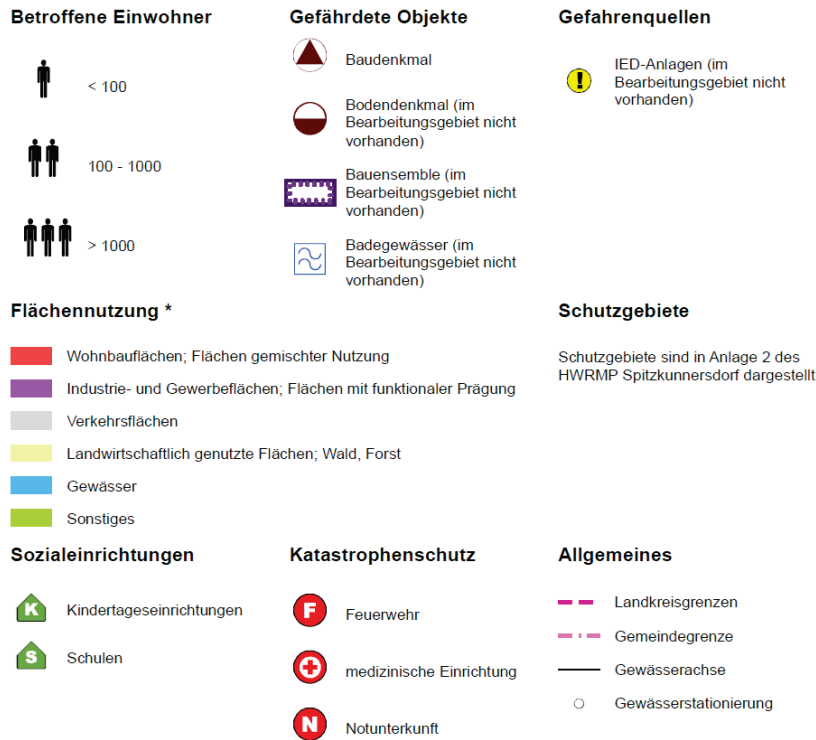 Betroffene Einwohner
< 100
100 - 1000
> 1000
Gefährdete Objekte
Baudenkmal
Bodendenkmal (im
Bearbeitungsgebiet nicht
vorhanden)
Bauensemble (im
Bearbeitungsgebiet nicht
vorhanden)
Badegewässer (im
Bearbeitungsgebiet nicht
vorhanden)
Gefahrenquellen
!
IED-Anlagen (im
Bearbeitungsgebiet nicht
vorhanden)
Flächennutzung *
Wohnbauflächen; Flächen gemischter Nutzung
Industrie- und Gewerbeflächen; Flächen mit funktionaler Prägung
Verkehrsflächen
Landwirtschaftlich genutzte Flächen; Wald, Forst
Gewässer
Sonstiges
Schutzgebiete
Schutzgebiete sind in Anlage 2 des
HWRMP Spitzkunnersdorf dargestellt
Sozialeinrichtungen
K Kindertageseinrichtungen
S Schulen
Katastrophenschutz
F Feuerwehr
medizinische Einrichtung
N Notunterkunft
Allgemeines
Landkreisgrenzen
Gemeindegrenze
Gewässerachse
Gewässerstationierung